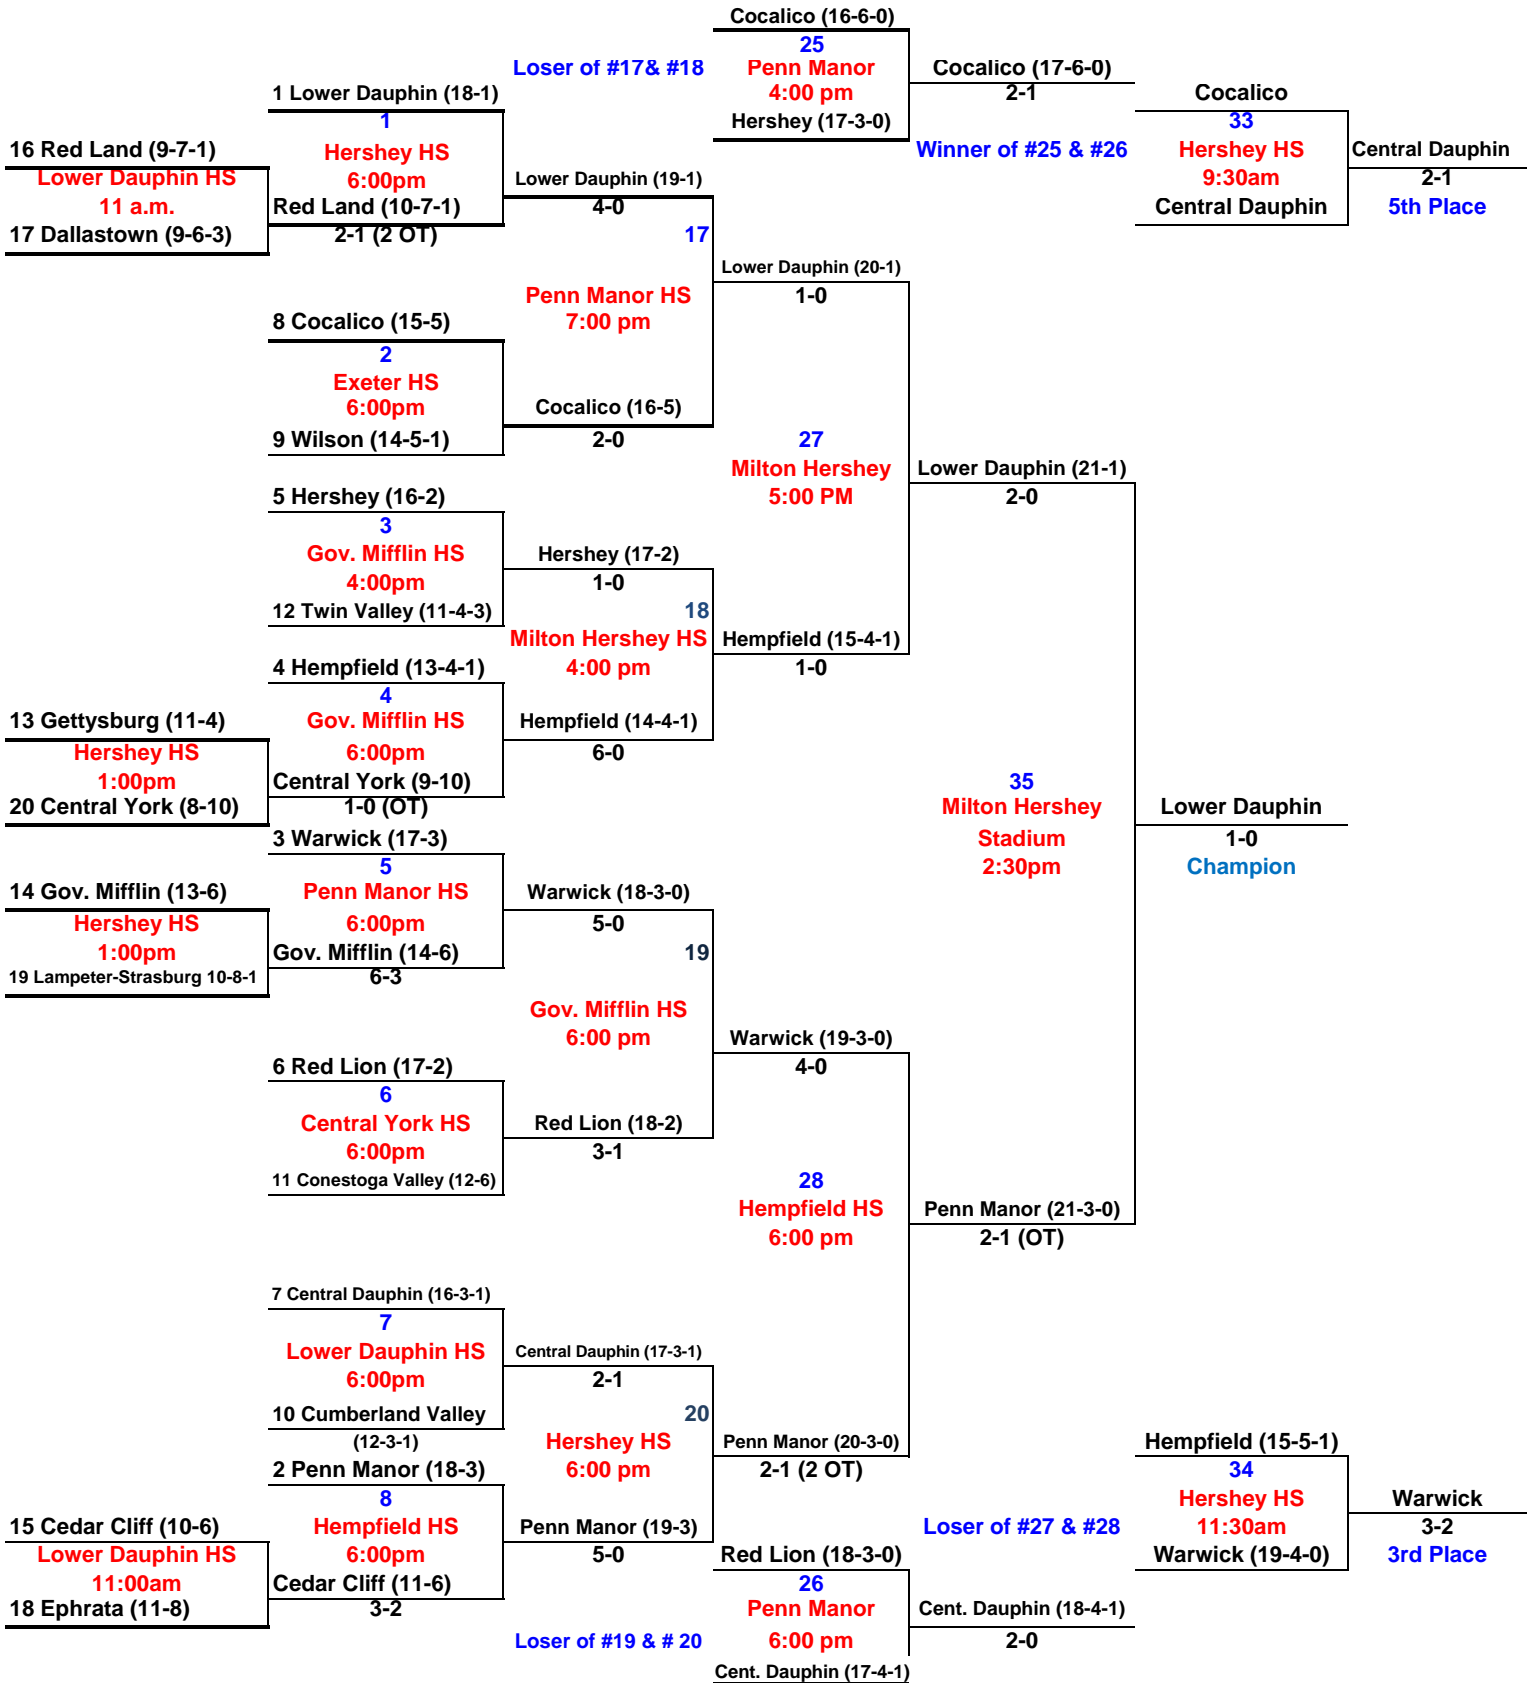 Cocalico (16-6-0)
25
Loser of #17& #18
Penn Manor
Cocalico (17-6-0)
4:00 pm
2-1
1 Lower Dauphin (18-1)
Cocalico
Hershey (17-3-0)
1
33
16 Red Land (9-7-1)
Hershey HS
Winner of #25 & #26
Hershey HS
Central Dauphin
Lower Dauphin HS
6:00pm
Lower Dauphin (19-1)
9:30am
2-1
11 a.m.
Red Land (10-7-1)
4-0
Central Dauphin
5th Place
17 Dallastown (9-6-3)
2-1 (2 OT)
17
Lower Dauphin (20-1)
Penn Manor HS
1-0
8 Cocalico (15-5)
7:00 pm
2
Exeter HS
6:00pm
Cocalico (16-5)
9 Wilson (14-5-1)
2-0
27
Milton Hershey
Lower Dauphin (21-1)
5 Hershey (16-2)
5:00 PM
2-0
3
Gov. Mifflin HS
Hershey (17-2)
4:00pm
1-0
12 Twin Valley (11-4-3)
18
Milton Hershey HS
Hempfield (15-4-1)
4 Hempfield (13-4-1)
4:00 pm
1-0
4
13 Gettysburg (11-4)
Gov. Mifflin HS
Hempfield (14-4-1)
Hershey HS
6:00pm
6-0
1:00pm
Central York (9-10)
35
20 Central York (8-10)
1-0 (OT)
Milton Hershey
Lower Dauphin
3 Warwick (17-3)
Stadium
1-0
5
2:30pm
Champion
14 Gov. Mifflin (13-6)
Penn Manor HS
Warwick (18-3-0)
Hershey HS
6:00pm
5-0
1:00pm
Gov. Mifflin (14-6)
19
19 Lampeter-Strasburg 10-8-1
6-3
Gov. Mifflin HS
6:00 pm
Warwick (19-3-0)
6 Red Lion (17-2)
4-0
6
Central York HS
Red Lion (18-2)
6:00pm
3-1
11 Conestoga Valley (12-6)
28
Hempfield HS
Penn Manor (21-3-0)
6:00 pm
2-1 (OT)
7 Central Dauphin (16-3-1)
7
Lower Dauphin HS
Central Dauphin (17-3-1)
6:00pm
2-1
10 Cumberland Valley
20
(12-3-1)
Hershey HS
Penn Manor (20-3-0)
Hempfield (15-5-1)
2 Penn Manor (18-3)
6:00 pm
2-1 (2 OT)
34
8
Hershey HS
Warwick
15 Cedar Cliff (10-6)
Hempfield HS
Penn Manor (19-3)
Loser of #27 & #28
11:30am
3-2
Lower Dauphin HS
6:00pm
5-0
Red Lion (18-3-0)
Warwick (19-4-0)
3rd Place
11:00am
Cedar Cliff (11-6)
26
18 Ephrata (11-8)
3-2
Penn Manor
Cent. Dauphin (18-4-1)
Loser of #19 & # 20
6:00 pm
2-0
Cent. Dauphin (17-4-1)